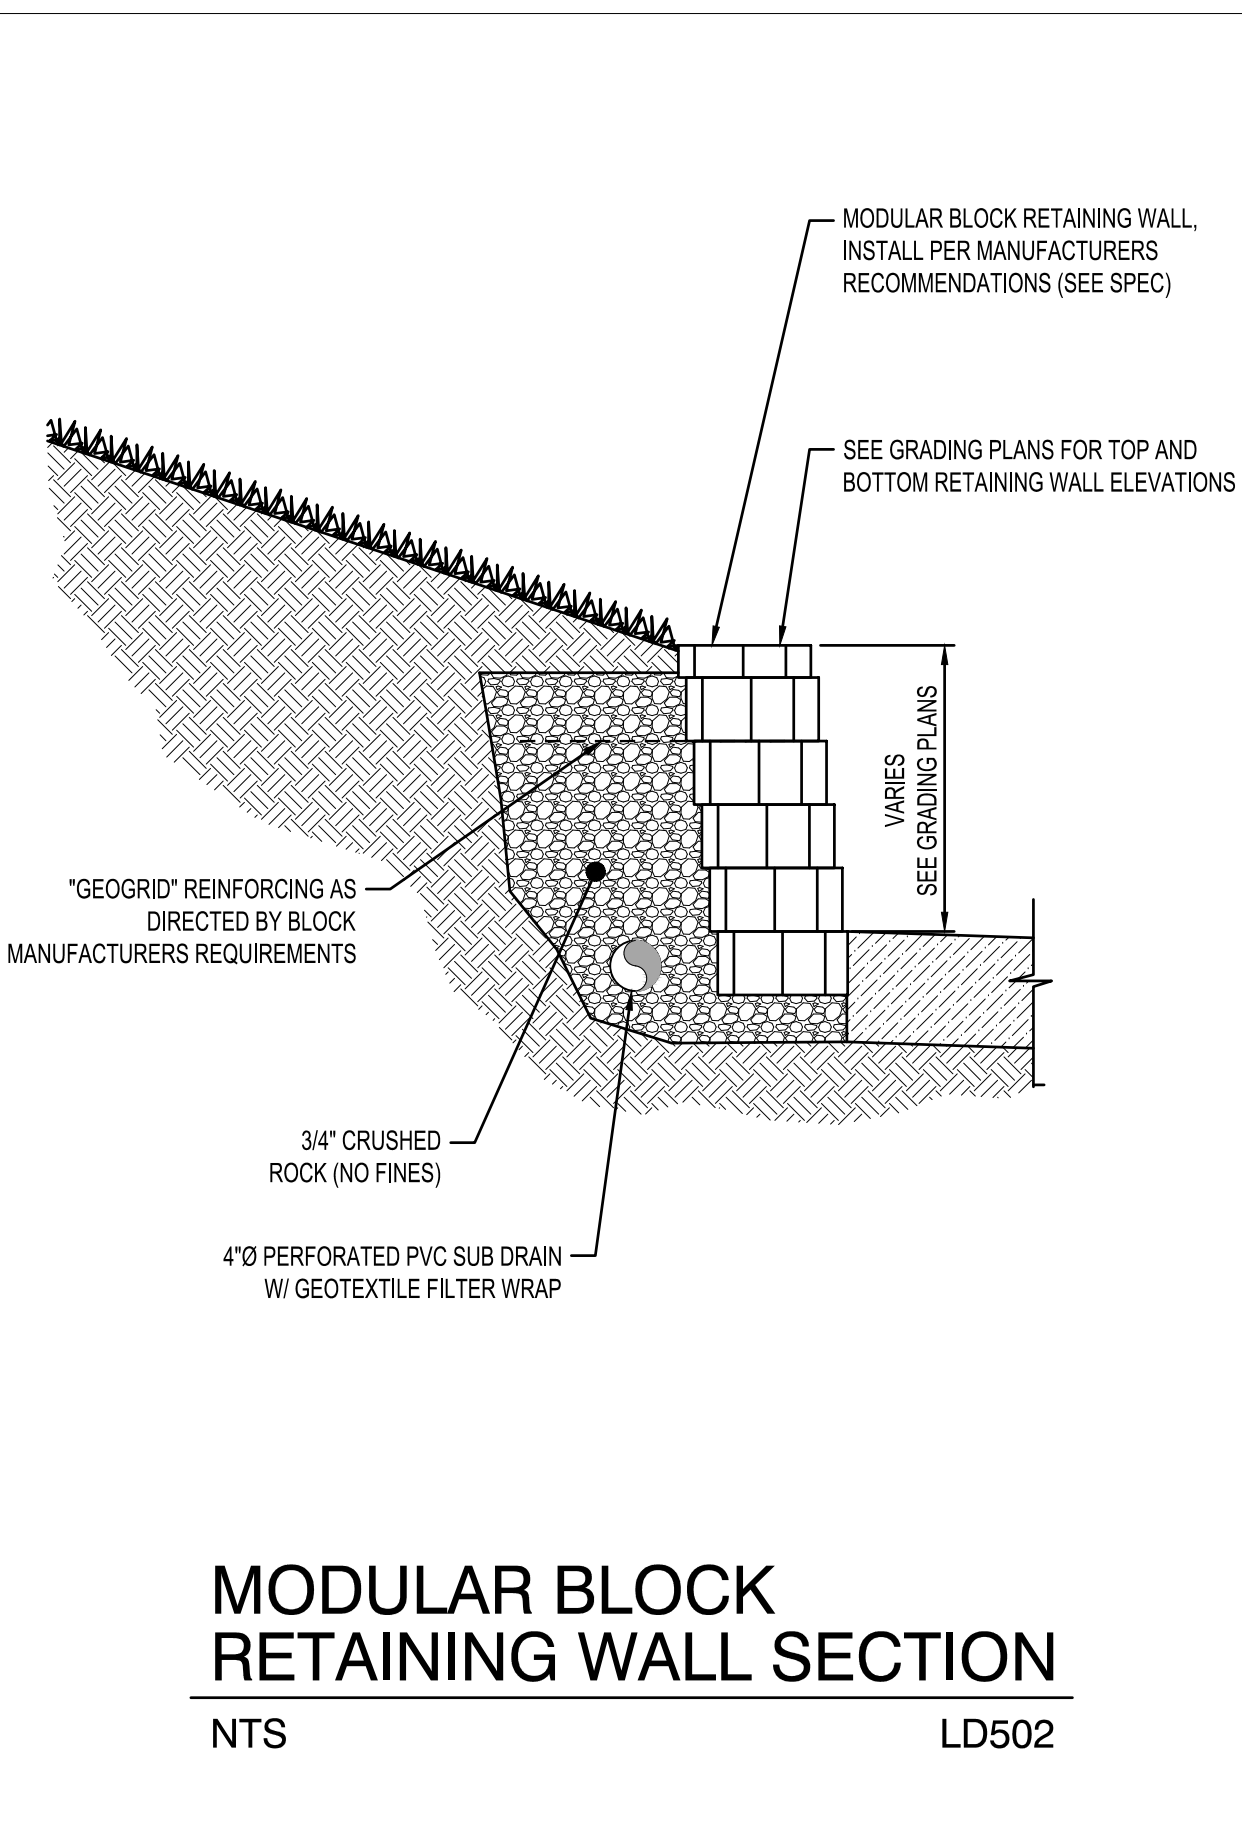 MODULAR BLOCK RETAINING WALL,
INSTALL PER MANUFACTURERS
RECOMMENDATIONS (SEE SPEC)
SEE GRADING PLANS FOR TOP AND
BOTTOM RETAINING WALL ELEVATIONS
VARIES
SEE GRADING PLANS
"GEOGRID" REINFORCING AS
DIRECTED BY BLOCK
MANUFACTURERS REQUIREMENTS
3/4" CRUSHED
ROCK (NO FINES)
4"Ø PERFORATED PVC SUB DRAIN
W/ GEOTEXTILE FILTER WRAP
MODULAR BLOCK
RETAINING WALL SECTION
NTS
LD502